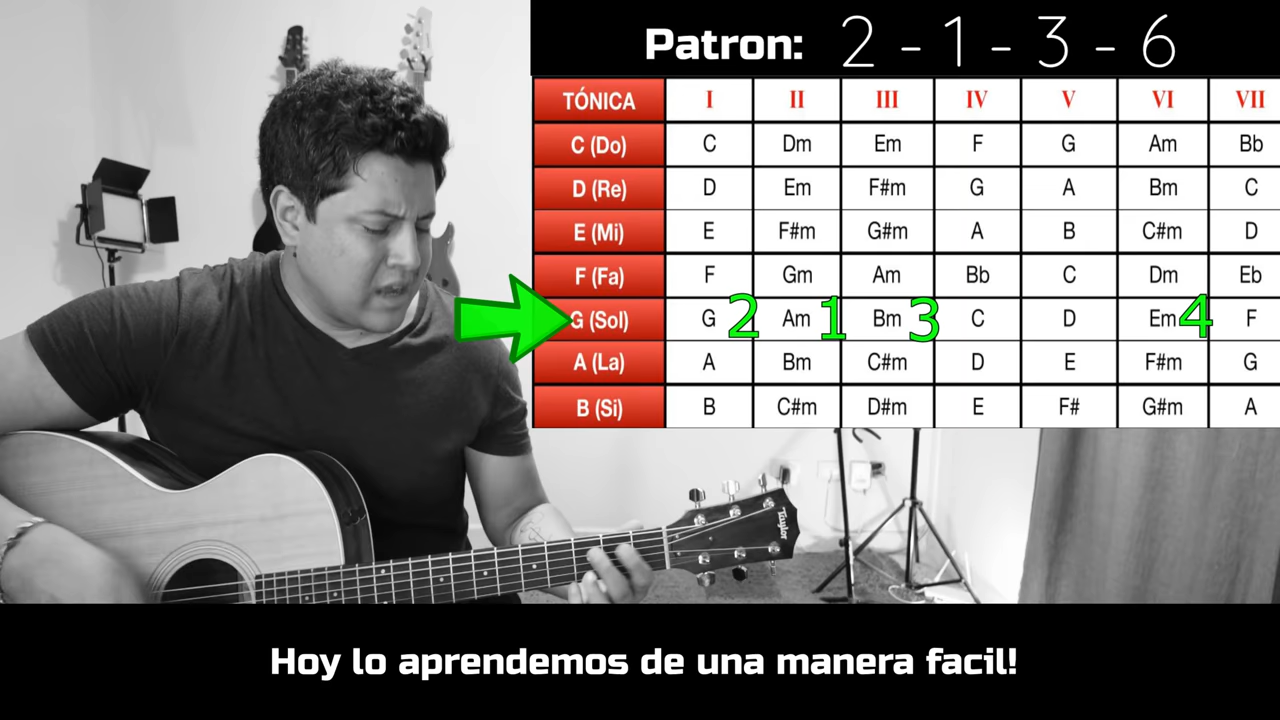 Patron: 2 - 1 - 3 - 6
TÓNICA I II III IV V VI VII
C (Do) C Dm Em F G Am Bb
D (Re) D Em F#m G A Bm C
E (Mi) E F#m G#m A B C#m D
F (Fa) F Gm Am Bb C Dm Eb
G (Sol) G 2 Am 1 Bm 3 C D Em 4 F
A (La) A Bm C#m D E F#m G
B (Si) B C#m D#m E F# G#m A
Taylor
Hoy lo aprendemos de una manera facil!